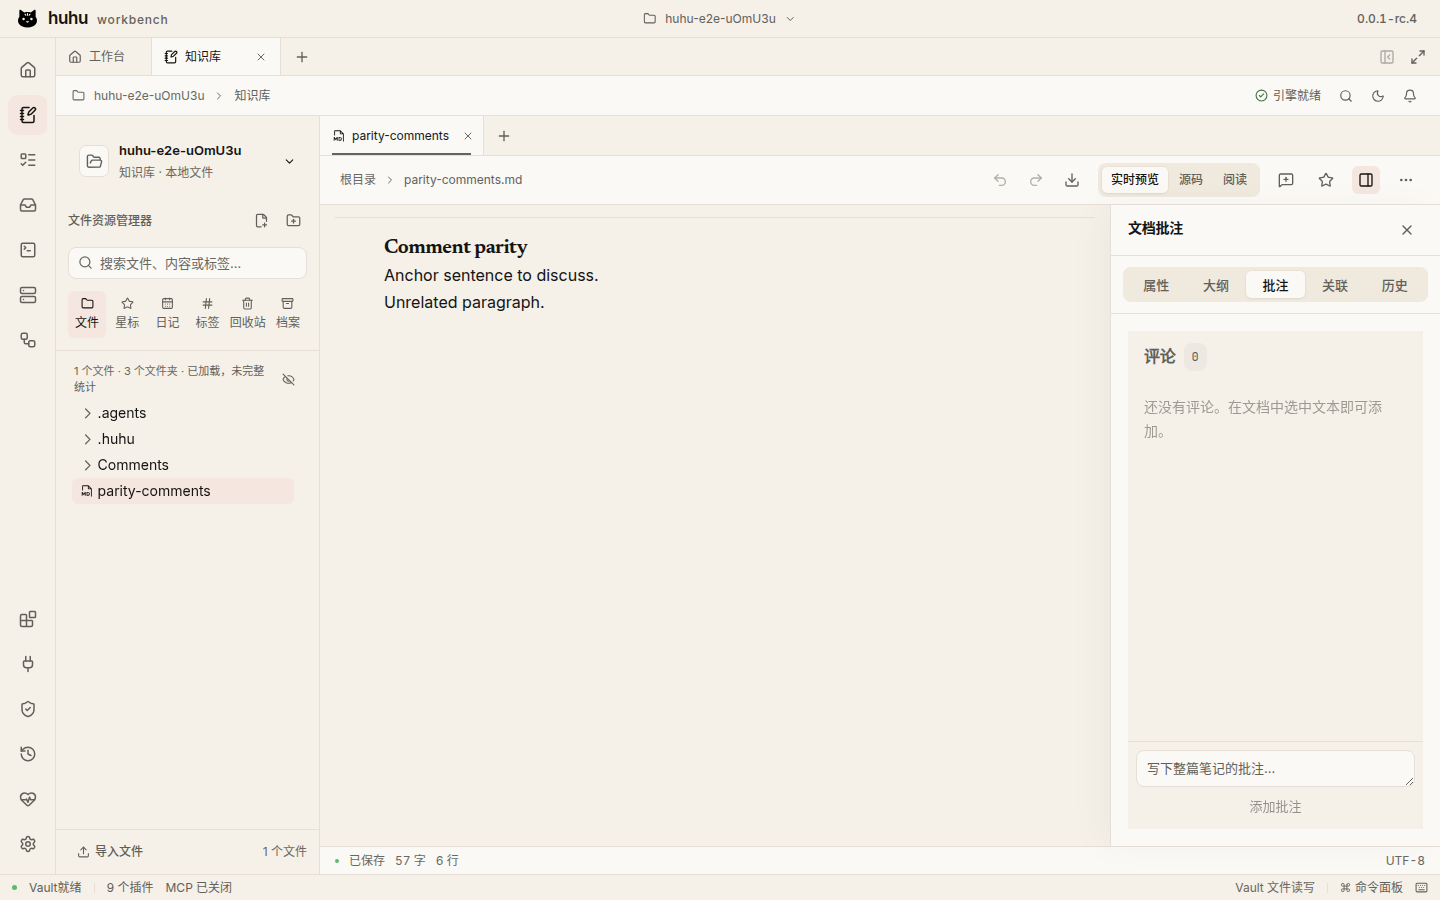 huhu workbench
huhu-e2e-uOmU3u
0.0.1-rc.4
工作台
知识库
huhu-e2e-uOmU3u
知识库
引擎就绪
huhu-e2e-uOmU3u
知识库 · 本地文件
文件资源管理器
搜索文件、内容或标签...
文件
星标
日记
标签
回收站
档案
1 个文件 · 3 个文件夹 · 已加载，未完整
统计
.agents
.huhu
Comments
parity-comments
导入文件
1 个文件
parity-comments
根目录
parity-comments.md
实时预览
源码
阅读
Comment parity
Anchor sentence to discuss.
Unrelated paragraph.
文档批注
属性
大纲
批注
关联
历史
评论 0
还没有评论。在文档中选中文本即可添
加。
写下整篇笔记的批注...
添加批注
已保存 57 字 6 行
UTF-8
Vault就绪
9 个插件
MCP 已关闭
Vault 文件读写
⌘ 命令面板